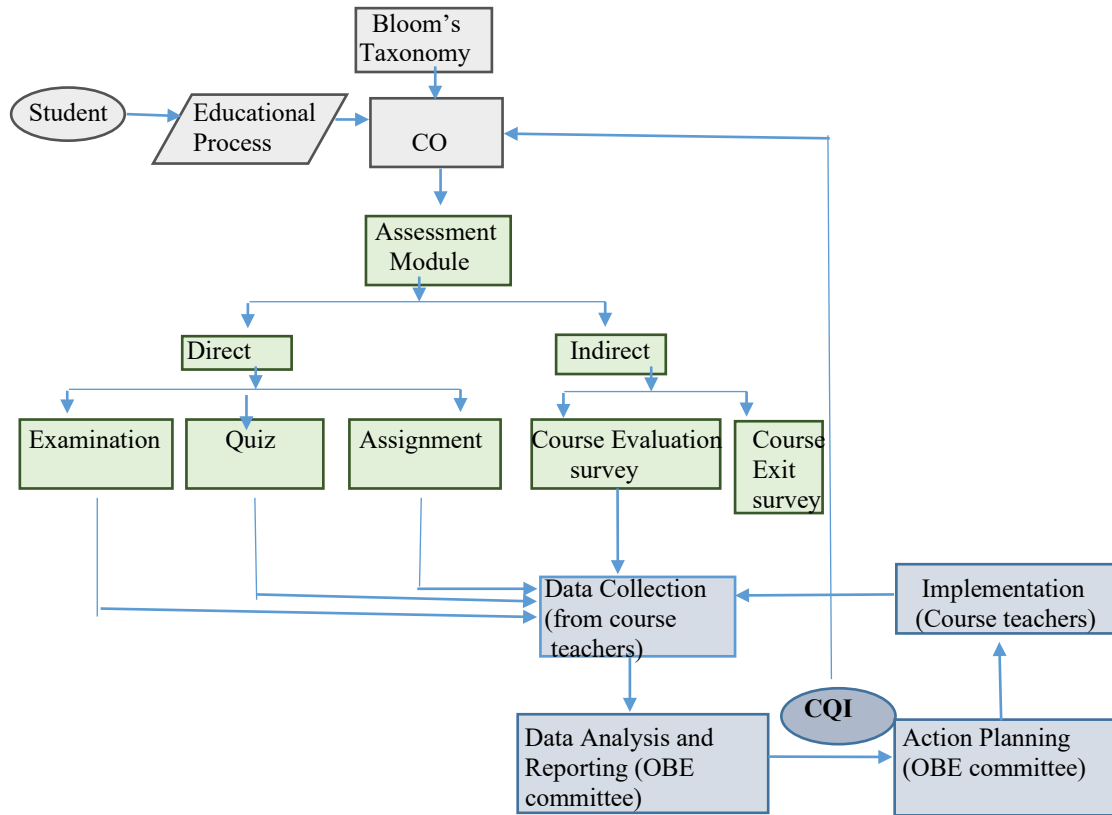 Bloom's
Taxonomy
Student
Educational
Process
CO
Assessment
Module
Direct
Indirect
Examination
Quiz
Assignment
Course Evaluation
survey
Course
Exit
survey
Data Collection
(from course
teachers)
Implementation
(Course teachers)
CQI
Data Analysis and
Reporting (OBE
committee)
Action Planning
(OBE committee)